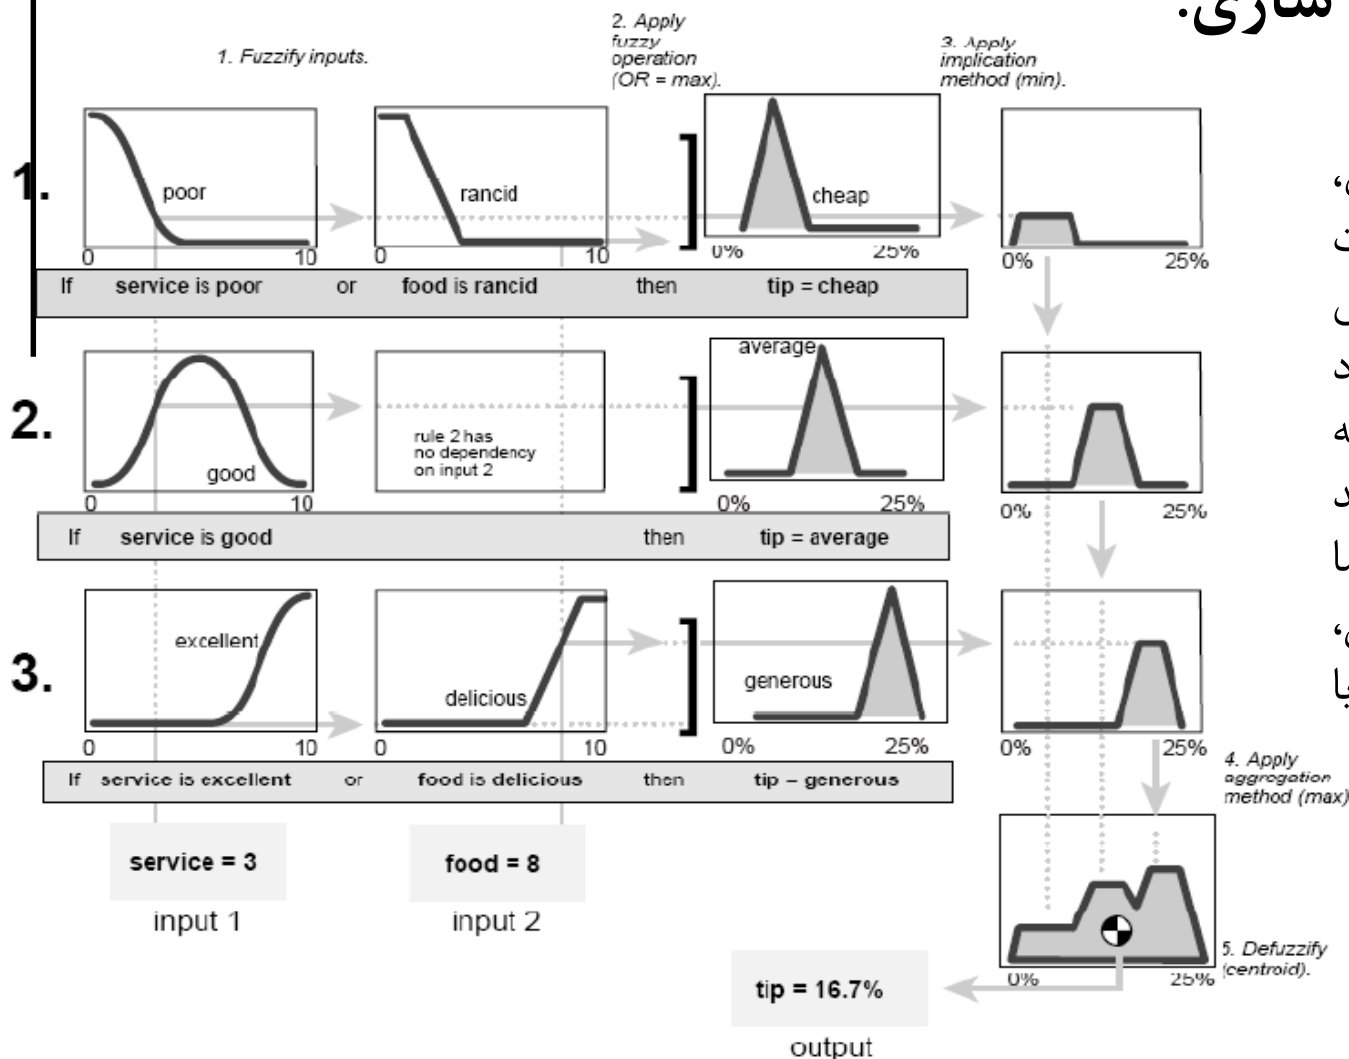 سازی.
1. Fuzzify inputs.
2. Apply
fuzzy
operation
(OR = max).
3. Apply
implication
method (min).
1.
poor
0
10
rancid
0
10
cheap
0%
25%
0%
25%
If service is poor or food is rancid then tip = cheap
2.
good
0
10
rule 2 has
no dependency
on input 2
average
0%
25%
0%
25%
If service is good then tip = average
3.
excellent
0
10
delicious
0
10
generous
0%
25%
0%
25%
If service is excellent or food is delicious then tip = generous
4. Apply
aggregation
method (max)
service = 3
input 1
food = 8
input 2
0%
25%
5. Defuzzify
(centroid).
tip = 16.7%
output